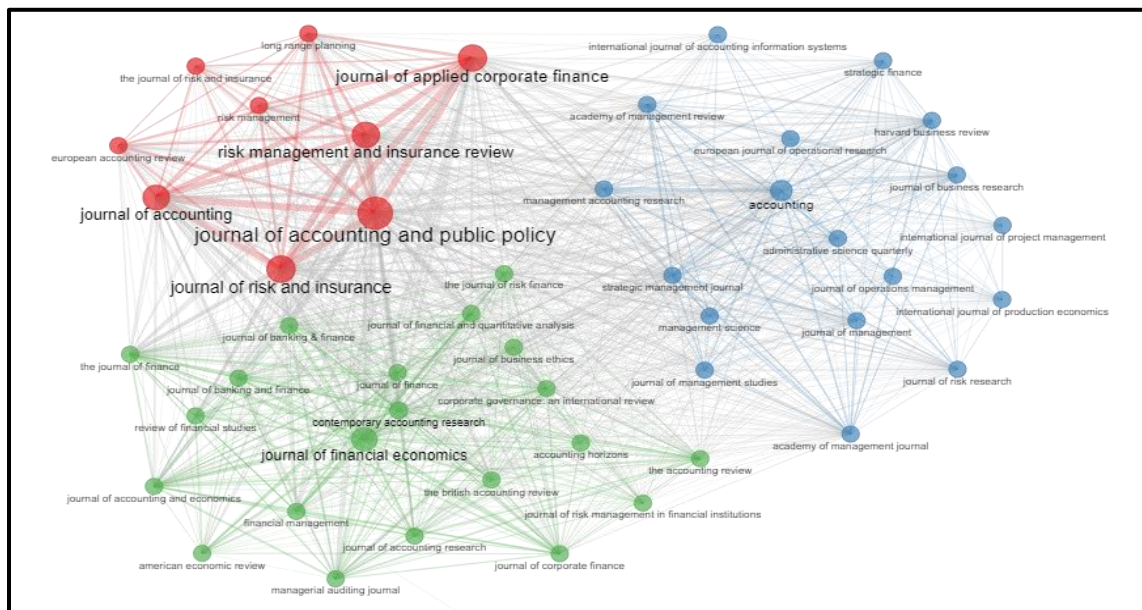 long range planning
international journal of accounting information systems
strategic finance
the journal of risk and insurance
journal of applied corporate finance
risk management
academy of management review
harvard business review
european accounting review
risk management and insurance review
european journal of operational research
journal of business research
management accounting research
accounting
journal of accounting
journal of accounting and public policy
international journal of project management
administrative science quarterly
journal of risk and insurance
the journal of risk finance
strategic management journal
journal of operations management
international journal of production economics
journal of financial and quantitative analysis
management science
journal of management
journal of banking & finance
journal of business ethics
the journal of finance
journal of management studies
journal of risk research
journal of banking and finance
journal of finance
corporate governance: an international review
contemporary accounting research
review of financial studies
academy of management journal
journal of financial economics
accounting horizons
the accounting review
journal of accounting and economics
the british accounting review
journal of risk management in financial institutions
financial management
journal of accounting research
american economic review
journal of corporate finance
managerial auditing journal